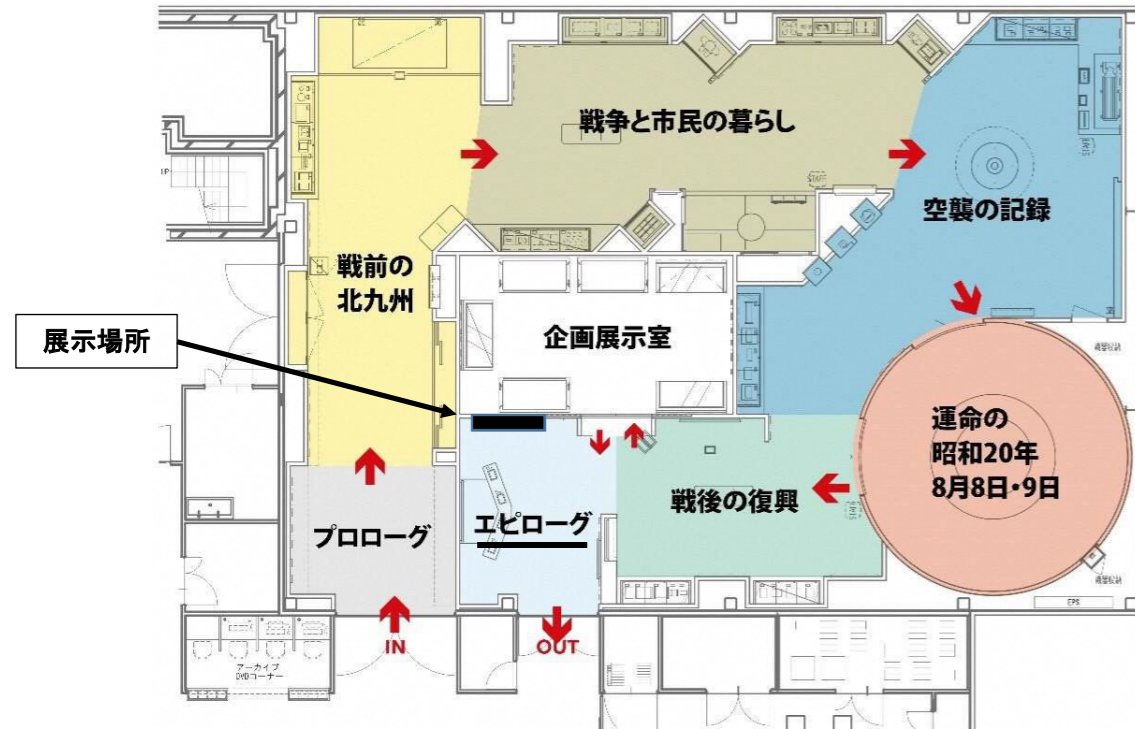 戦争と市民の暮らし
空襲の記録
戦前の
北九州
企画展示室
展示場所
運命の
昭和20年
8月8日・9日
戦後の復興
エピローグ
プロローグ
IN
OUT
EPS
アーカイブ
DVDコーナー